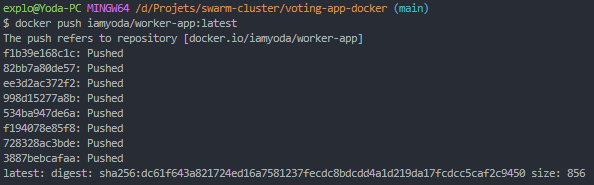 explo@Yoda-PC MINGW64 /d/Projets/swarm-cluster/voting-app-docker (main)
$ docker push iamyoda/worker-app:latest
The push refers to repository [docker.io/iamyoda/worker-app]
f1b39e168c1c: Pushed
82bb7a80de57: Pushed
ee3d2ac372f2: Pushed
998d15277a8b: Pushed
534ba947de6a: Pushed
f194078e85f8: Pushed
728328ac3bde: Pushed
3887bebcafaa: Pushed
latest: digest: sha256:dc61f643a821724ed16a7581237fecdc8bdcdd4a1d219da17fcdcc5caf2c9450 size: 856